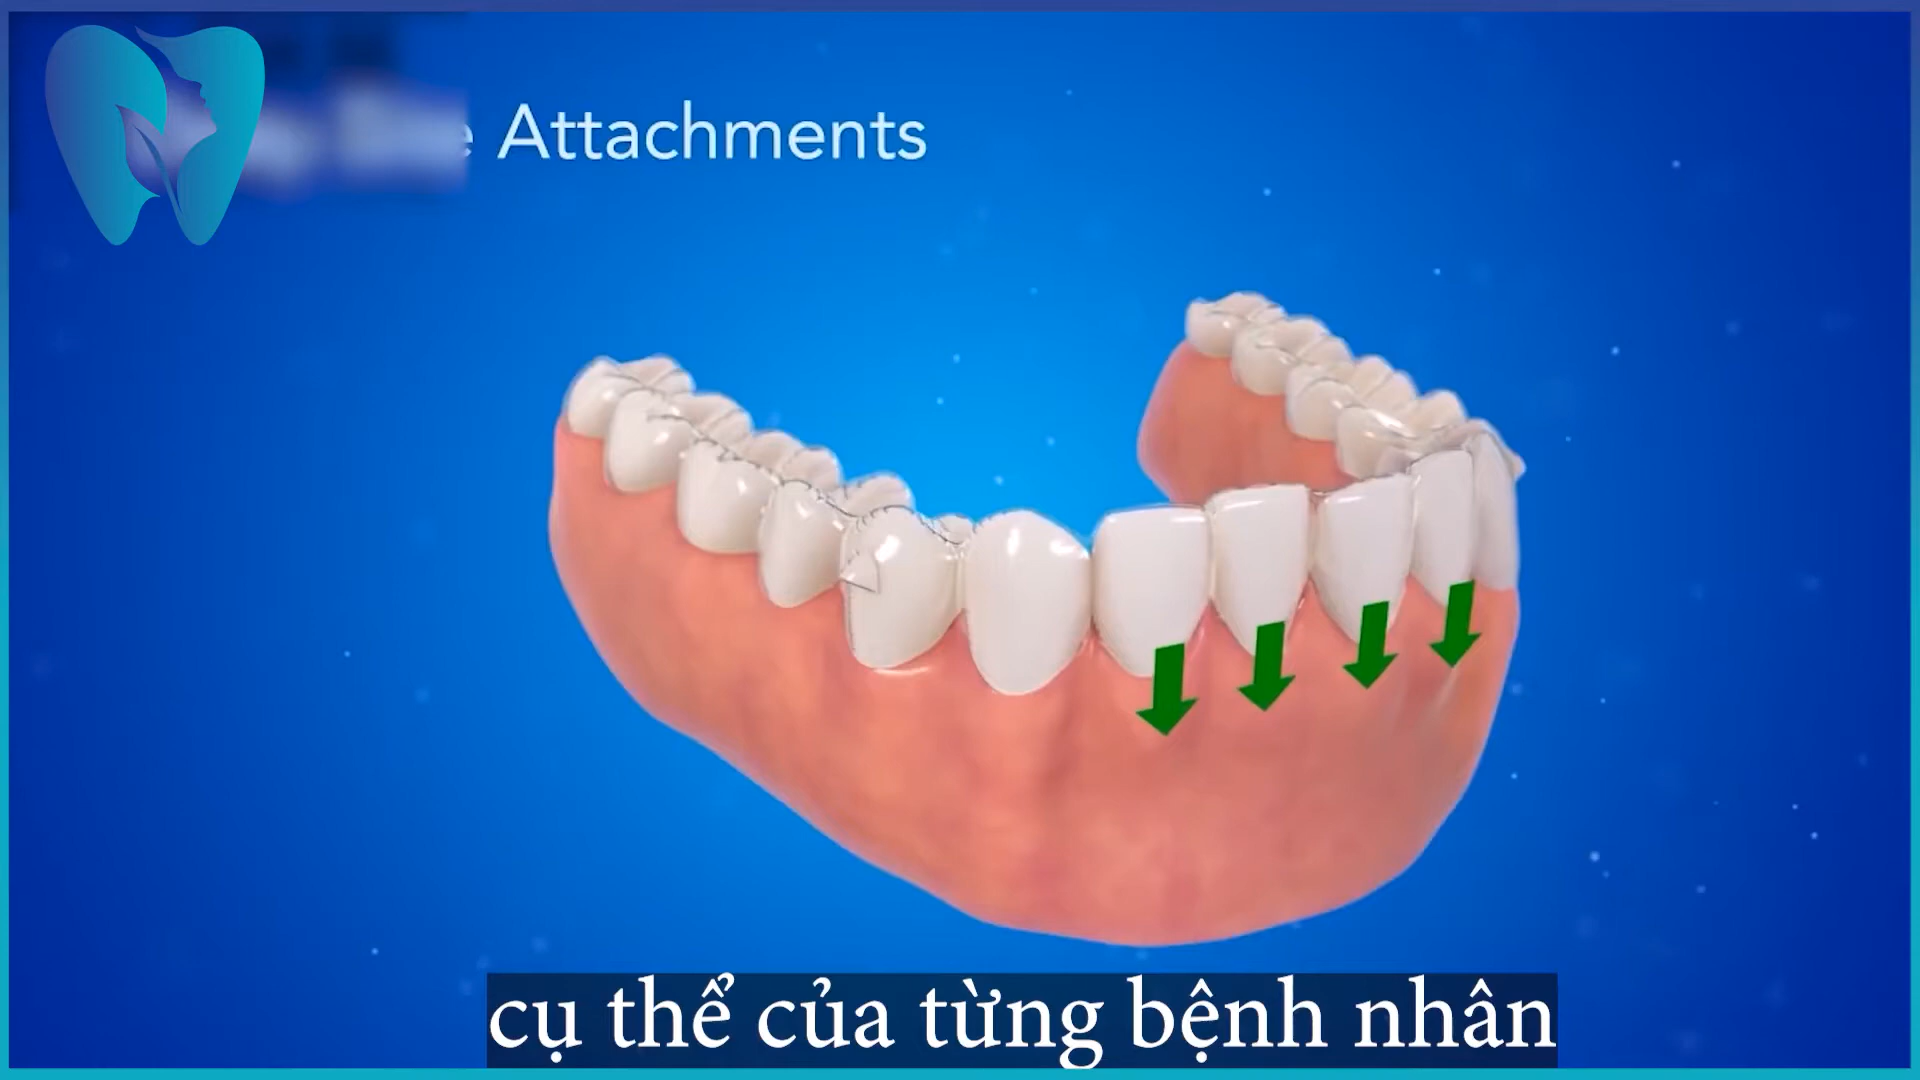 Attachments
cụ thể của từng bệnh nhân